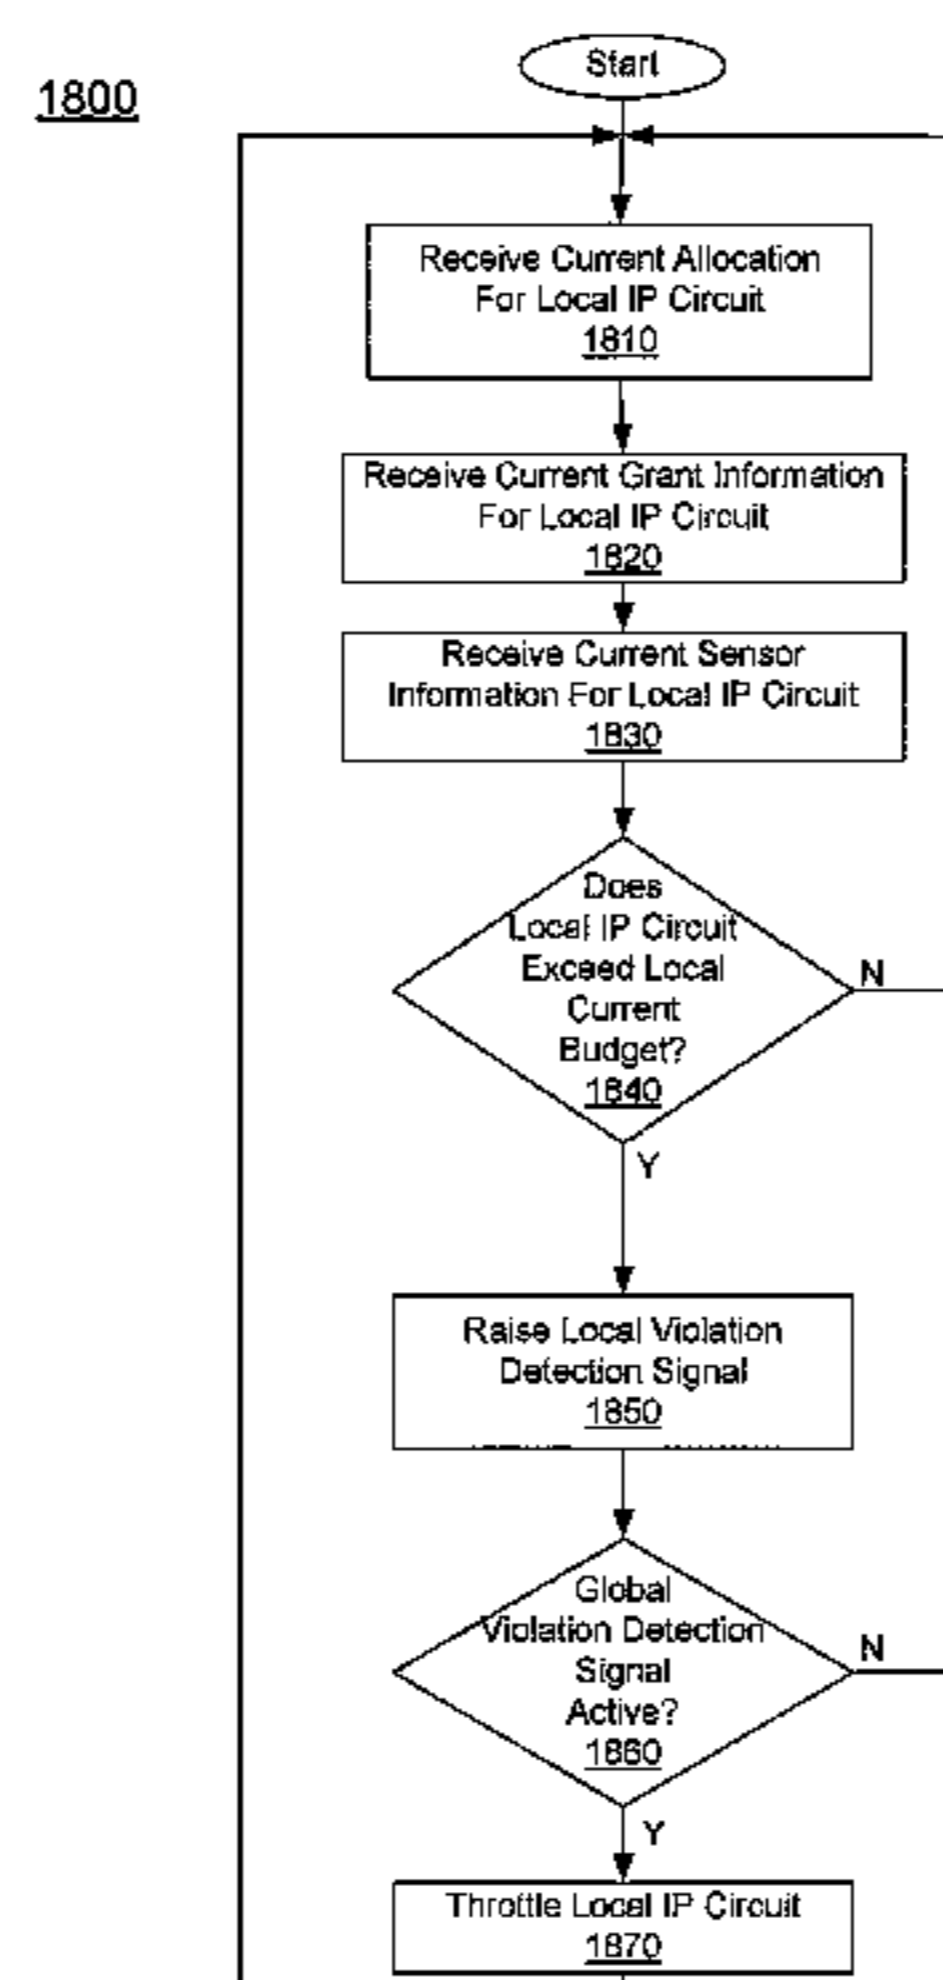 1800
Start
Receive Current Allocation
For Local IP Circuit
1810
Receive Current Grant Information
For Local IP Circuit
1820
Receive Current Sensor
Information For Local IP Circuit
1830
Does
Local IP Circuit
Exceed Local
Current
Budget?
1840
N
Y
Raise Local Violation
Detection Signal
1850
Global
Violation Detection
Signal
Active?
1860
N
Y
Throttle Local IP Circuit
1870